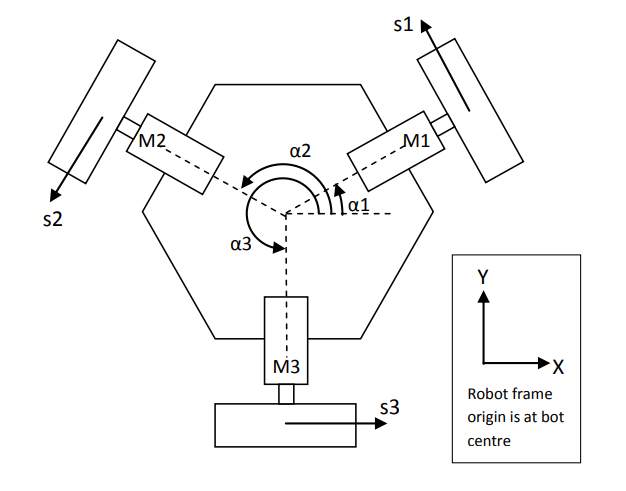 s1
M2
M1
α2
α1
s2
α3
Y
X
M3
Robot frame
origin is at bot
centre
s3